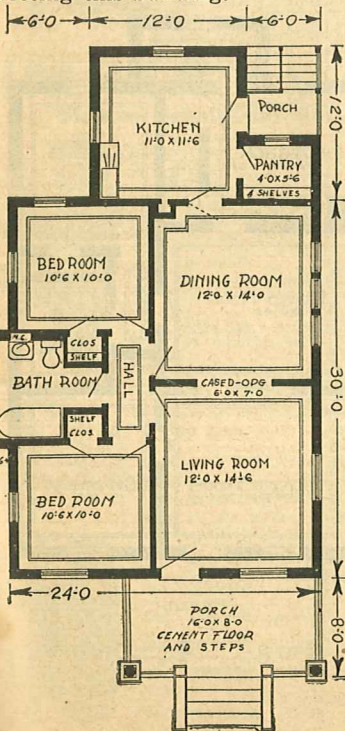 6'-0
12'-0
6'-0
PORCH
12'-0
KITCHEN
11'-0 X 11'-6
PANTRY
4'-0 X 5'-6
4 SHELVES
BED ROOM
10'-6 X 10'-0
DINING ROOM
12'-0 X 14'-0
M.C.
CLOS
SHELF
BATH ROOM
HALL
CASED-OPG
6'-0 X 7'-0
30'-0
SHELF
CLOS.
LIVING ROOM
12'-0 X 14'-6
BED ROOM
10'-6 X 10'-0
24'-0
PORCH
16'-0 X 8'-0
CEMENT FLOOR
AND STEPS
8'-0